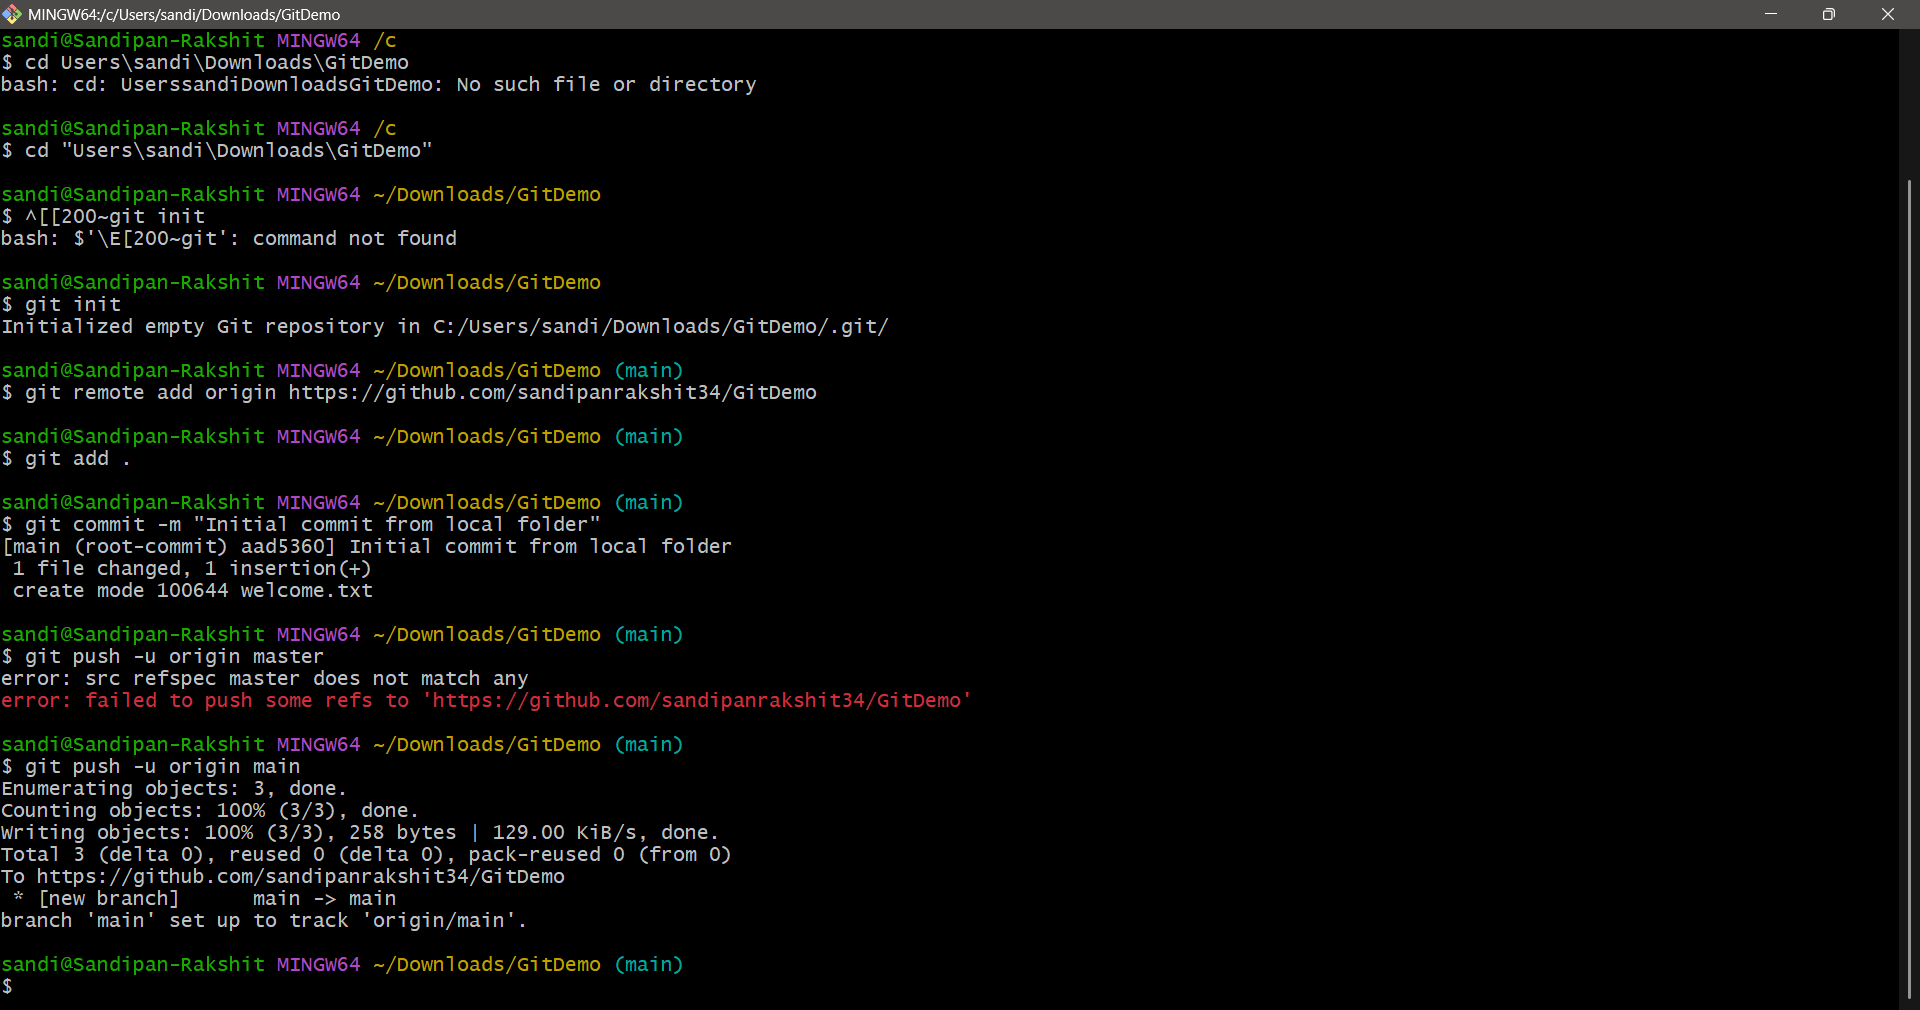 MINGW64:/c/Users/sandi/Downloads/GitDemo
sandi@Sandipan-Rakshit MINGW64 /c
$ cd Users\sandi\Downloads\GitDemo
bash: cd: UserssandiDownloadsGitDemo: No such file or directory
sandi@Sandipan-Rakshit MINGW64 /c
$ cd "Users\sandi\Downloads\GitDemo"
sandi@Sandipan-Rakshit MINGW64 ~/Downloads/GitDemo
$ ^[[200~git init
bash: $'\E[200~git': command not found
sandi@Sandipan-Rakshit MINGW64 ~/Downloads/GitDemo
$ git init
Initialized empty Git repository in C:/Users/sandi/Downloads/GitDemo/.git/
sandi@Sandipan-Rakshit MINGW64 ~/Downloads/GitDemo (main)
$ git remote add origin https://github.com/sandipanrakshit34/GitDemo
sandi@Sandipan-Rakshit MINGW64 ~/Downloads/GitDemo (main)
$ git add .
sandi@Sandipan-Rakshit MINGW64 ~/Downloads/GitDemo (main)
$ git commit -m "Initial commit from local folder"
[main (root-commit) aad5360] Initial commit from local folder
 1 file changed, 1 insertion(+)
 create mode 100644 welcome.txt
sandi@Sandipan-Rakshit MINGW64 ~/Downloads/GitDemo (main)
$ git push -u origin master
error: src refspec master does not match any
error: failed to push some refs to 'https://github.com/sandipanrakshit34/GitDemo'
sandi@Sandipan-Rakshit MINGW64 ~/Downloads/GitDemo (main)
$ git push -u origin main
Enumerating objects: 3, done.
Counting objects: 100% (3/3), done.
Writing objects: 100% (3/3), 258 bytes | 129.00 KiB/s, done.
Total 3 (delta 0), reused 0 (delta 0), pack-reused 0 (from 0)
To https://github.com/sandipanrakshit34/GitDemo
 * [new branch]      main -> main
branch 'main' set up to track 'origin/main'.
sandi@Sandipan-Rakshit MINGW64 ~/Downloads/GitDemo (main)
$